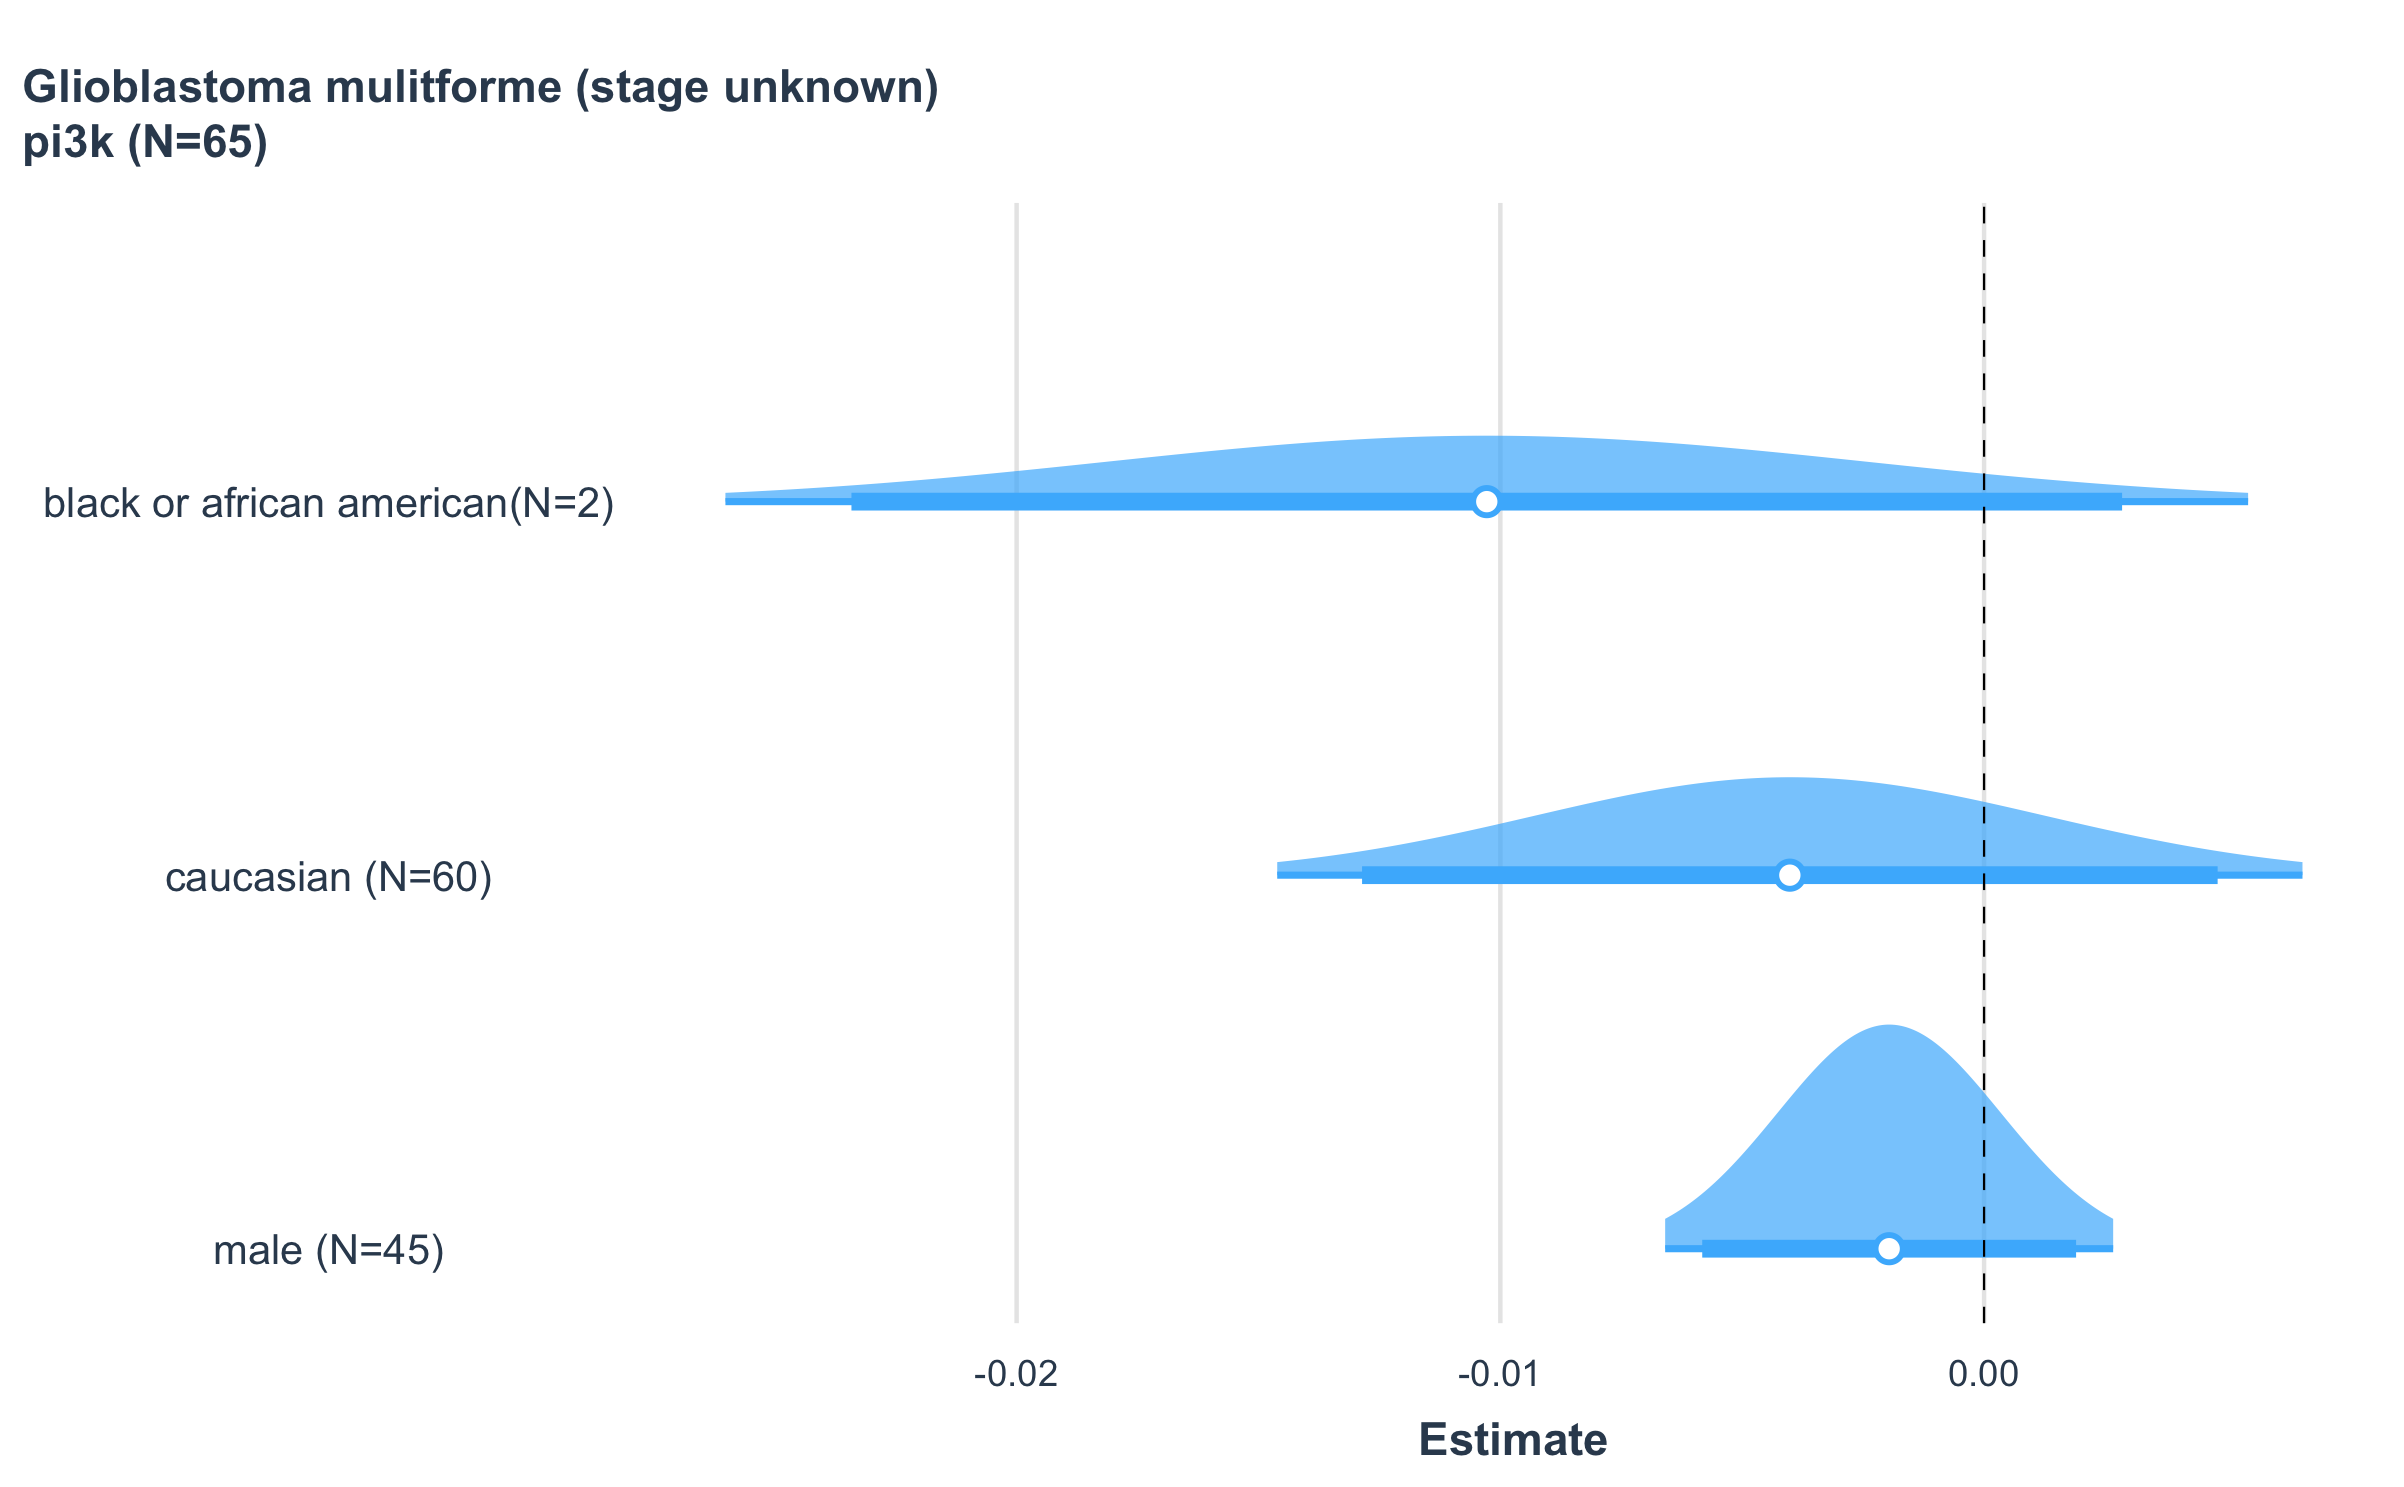 Glioblastoma mulitforme (stage unknown)
pi3k (N=65)
black or african american(N=2)
caucasian (N=60)
male (N=45)
-0.02 -0.01 0.00
Estimate